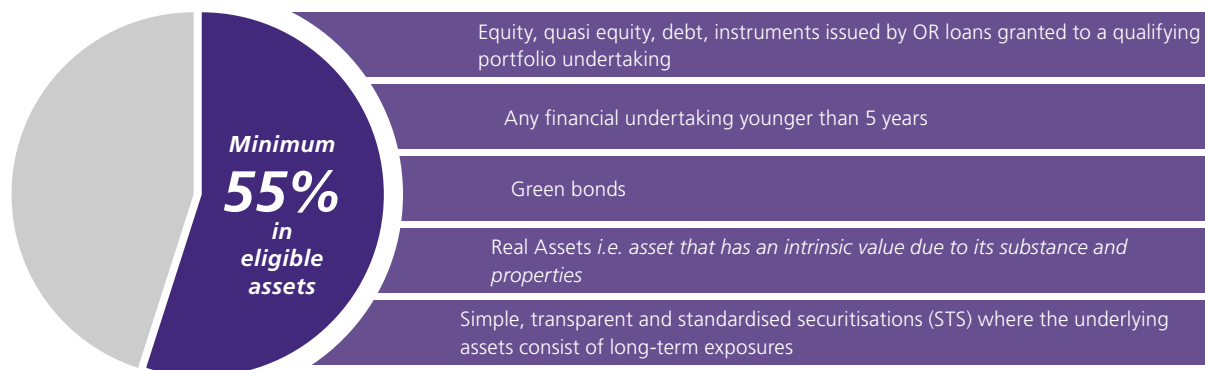 Minimum
55%
in
eligible
assets
Equity, quasi equity, debt, instruments issued by OR loans granted to a qualifying
portfolio undertaking
Any financial undertaking younger than 5 years
Green bonds
Real Assets i.e. asset that has an intrinsic value due to its substance and
properties
Simple, transparent and standardised securitisations (STS) where the underlying
assets consist of long-term exposures